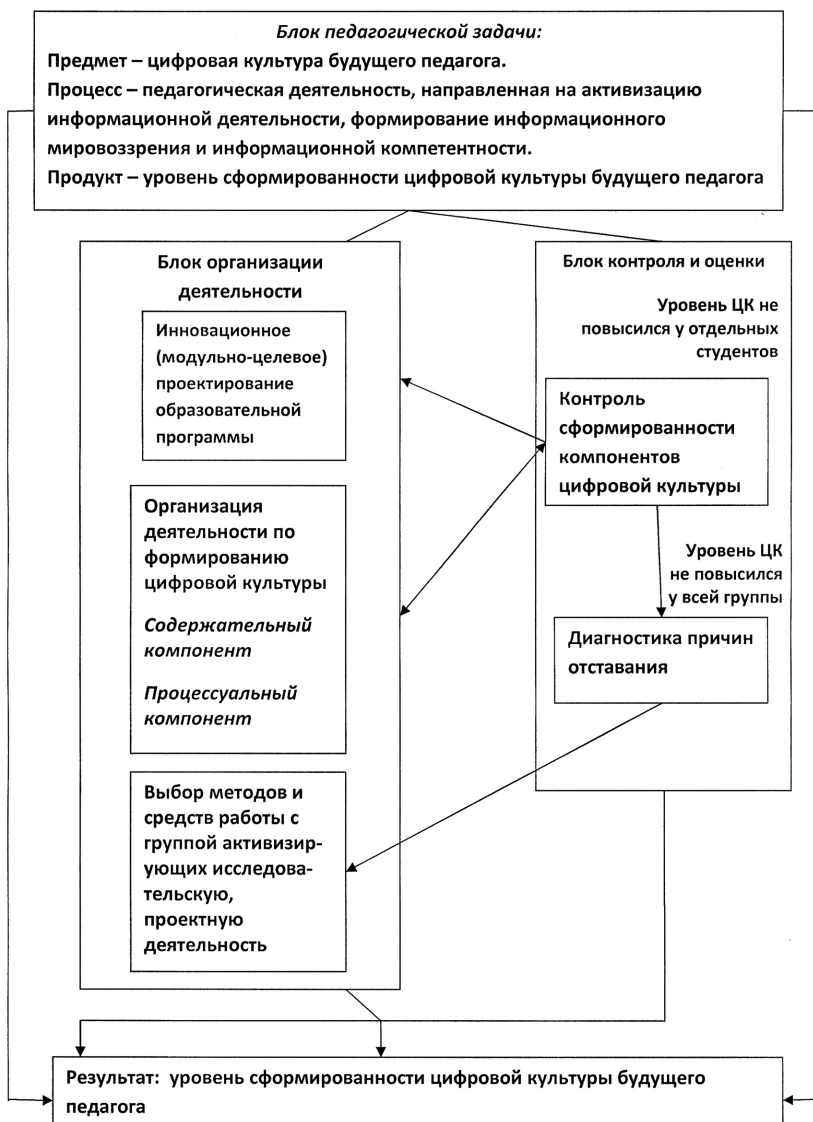 Блок педагогической задачи:
Предмет – цифровая культура будущего педагога.
Процесс – педагогическая деятельность, направленная на активизацию
информационной деятельности, формирование информационного
мировоззрения и информационной компетентности.
Продукт – уровень сформированности цифровой культуры будущего педагога
Блок организации
деятельности
Инновационное
(модульно-целевое)
проектирование
образовательной
программы
Организация
деятельности по
формированию
цифровой культуры
Содержательный
компонент
Процессуальный
компонент
Выбор методов и
средств работы с
группой активизир-
ующих исследова-
тельскую,
проектную
деятельность
Блок контроля и оценки
Уровень ЦК не
повысился у отдельных
студентов
Контроль
сформированности
компонентов
цифровой культуры
Уровень ЦК
не повысился
у всей группы
Диагностика причин
отставания
Результат: уровень сформированности цифровой культуры будущего
педагога